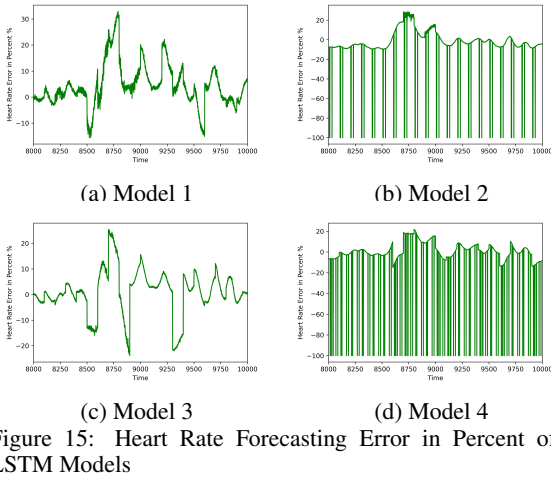 30
20
10
0
−10
8000 8250 8500 8750 9000 9250 9500 9750 10000
Time
Heart Rate Error in Percent %
(a) Model 1
20
0
−20
−40
−60
−80
−100
8000 8250 8500 8750 9000 9250 9500 9750 10000
Time
Heart Rate Error in Percent %
(b) Model 2
20
10
0
−10
−20
8000 8250 8500 8750 9000 9250 9500 9750 10000
Time
Heart Rate Error in Percent %
(c) Model 3
20
0
−20
−40
−60
−80
−100
8000 8250 8500 8750 9000 9250 9500 9750 10000
Time
Heart Rate Error in Percent %
(d) Model 4
igure 15: Heart Rate Forecasting Error in Percent of
LSTM Models